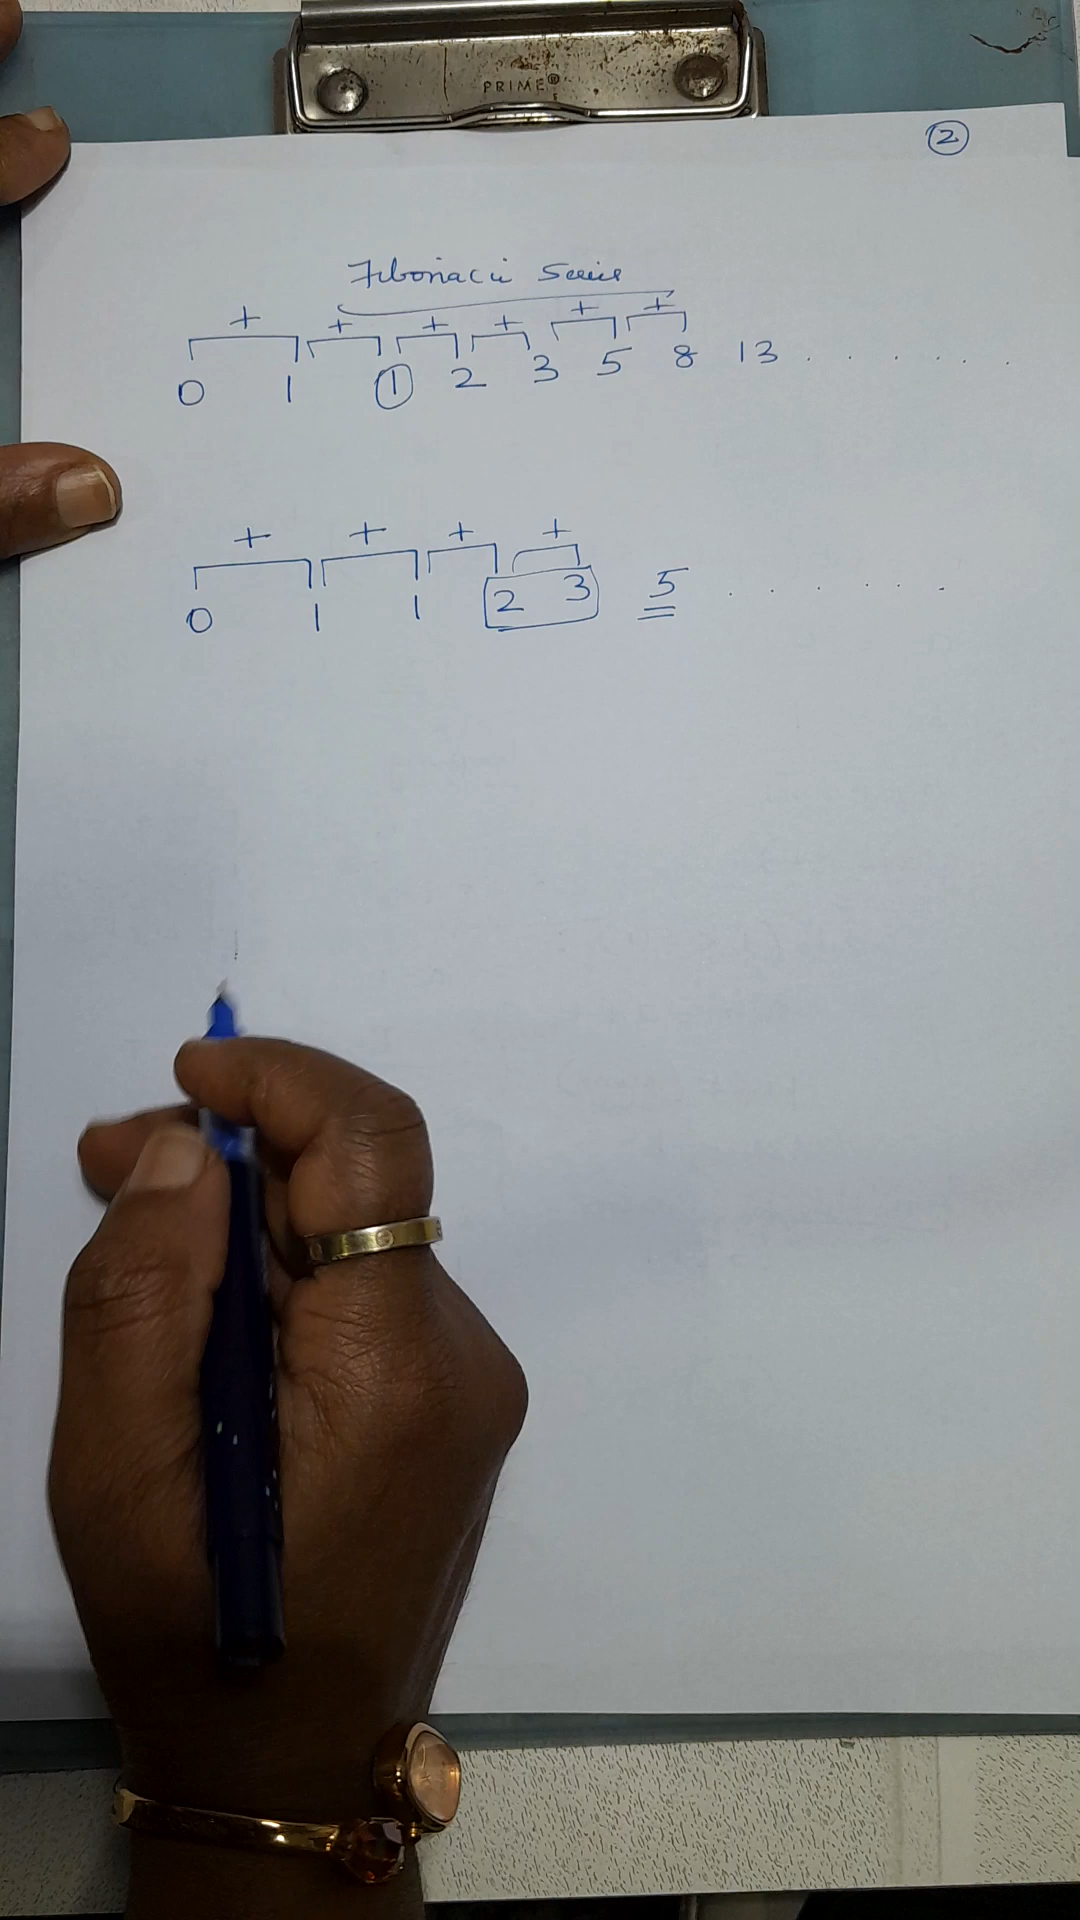 PRIME®
2
Fibonacci Series
+ + + + + +
0 1 1 2 3 5 8 13 . . . . . .
+ + + +
0 1 1 2 3 5 . . . . . .